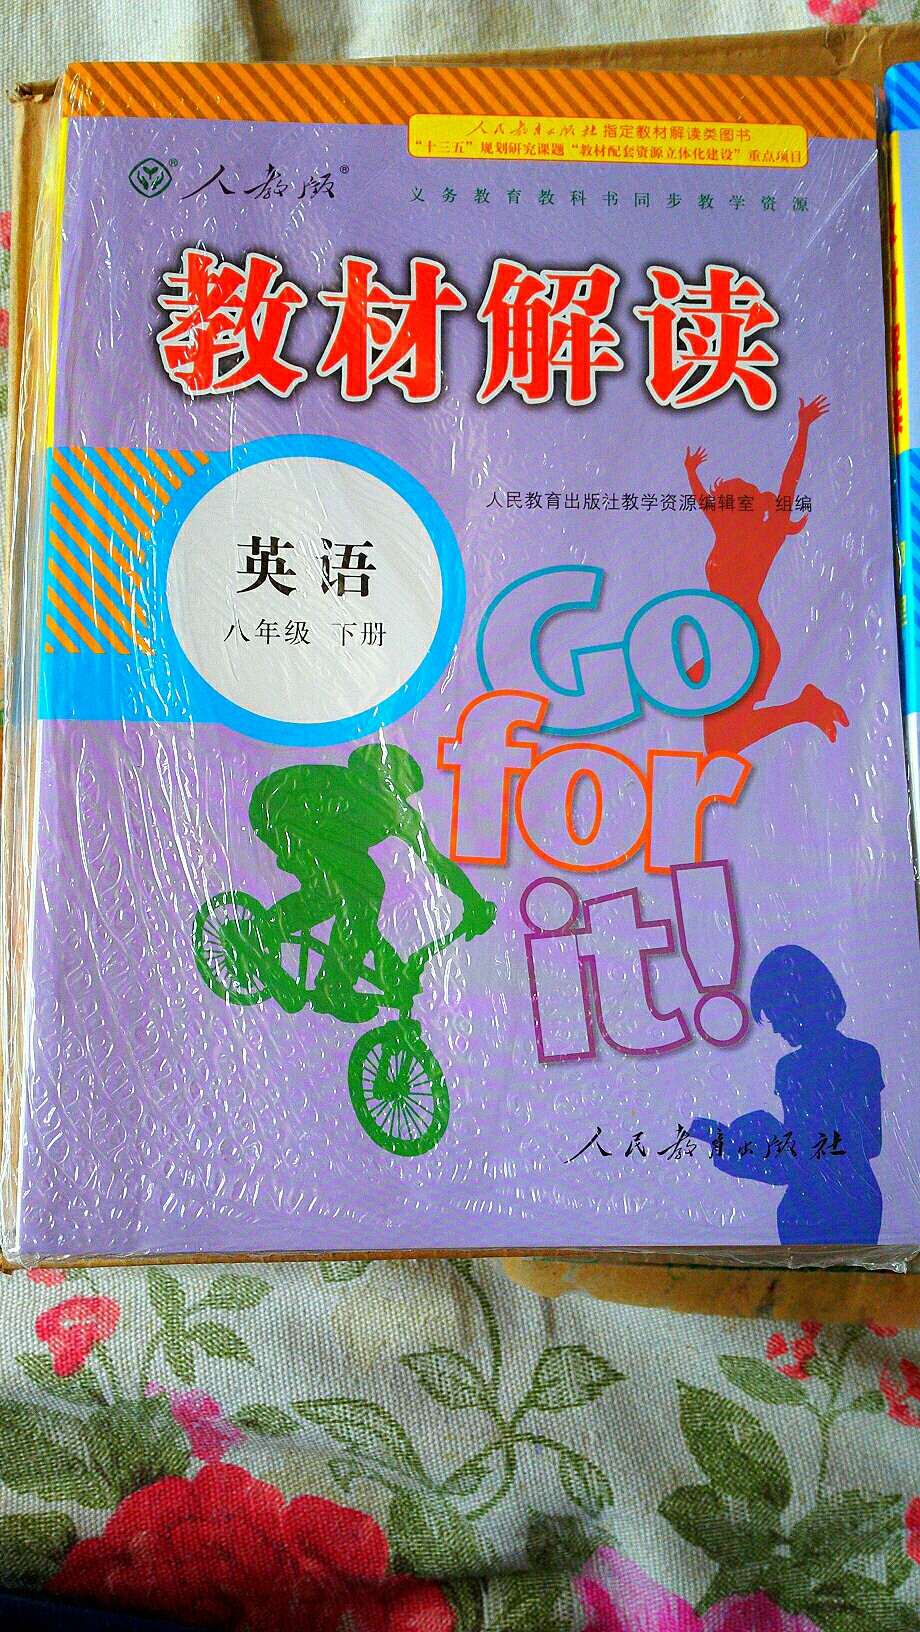 人民教育出版社指定教材解读类图书
“十三五”规划研究课题“教材配套资源立体化建设”重点项目
人教版®
义务教育教科书同步教学资源
教材解读
人民教育出版社教学资源编辑室 组编
英语
八年级 下册
Go
for
it!
人民教育出版社